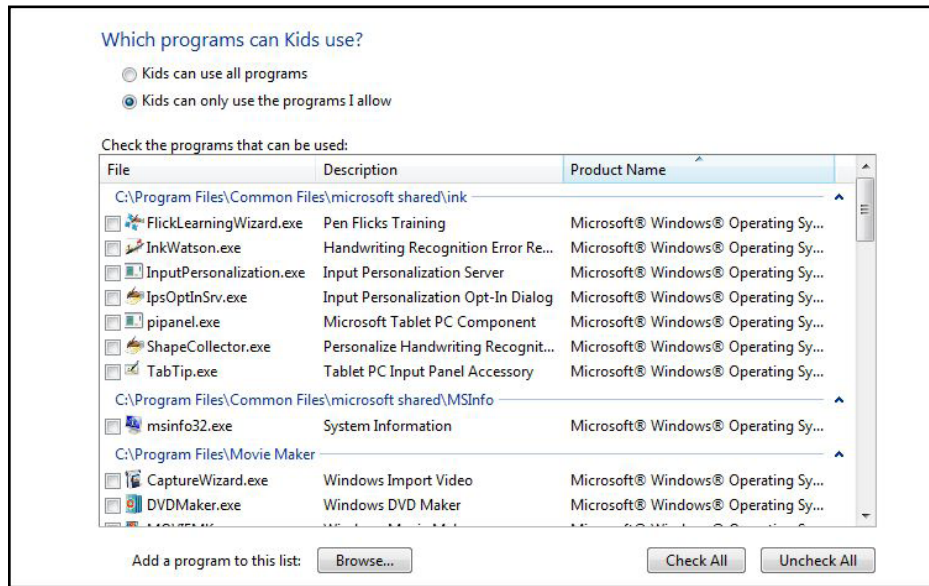 Which programs can Kids use?
Kids can use all programs
Kids can only use the programs I allow
Check the programs that can be used:
File Description Product Name
C:\Program Files\Common Files\microsoft shared\ink
FlickLearningWizard.exe Pen Flicks Training Microsoft® Windows® Operating Sy...
InkWatson.exe Handwriting Recognition Error Re... Microsoft® Windows® Operating Sy...
InputPersonalization.exe Input Personalization Server Microsoft® Windows® Operating Sy...
IpsOptInSrv.exe Input Personalization Opt-In Dialog Microsoft® Windows® Operating Sy...
pipanel.exe Microsoft Tablet PC Component Microsoft® Windows® Operating Sy...
ShapeCollector.exe Personalize Handwriting Recognit... Microsoft® Windows® Operating Sy...
TabTip.exe Tablet PC Input Panel Accessory Microsoft® Windows® Operating Sy...
C:\Program Files\Common Files\microsoft shared\MSInfo
msinfo32.exe System Information Microsoft® Windows® Operating Sy...
C:\Program Files\Movie Maker
CaptureWizard.exe Windows Import Video Microsoft® Windows® Operating Sy...
DVDMaker.exe Windows DVD Maker Microsoft® Windows® Operating Sy...
Add a program to this list: Browse... Check All Uncheck All